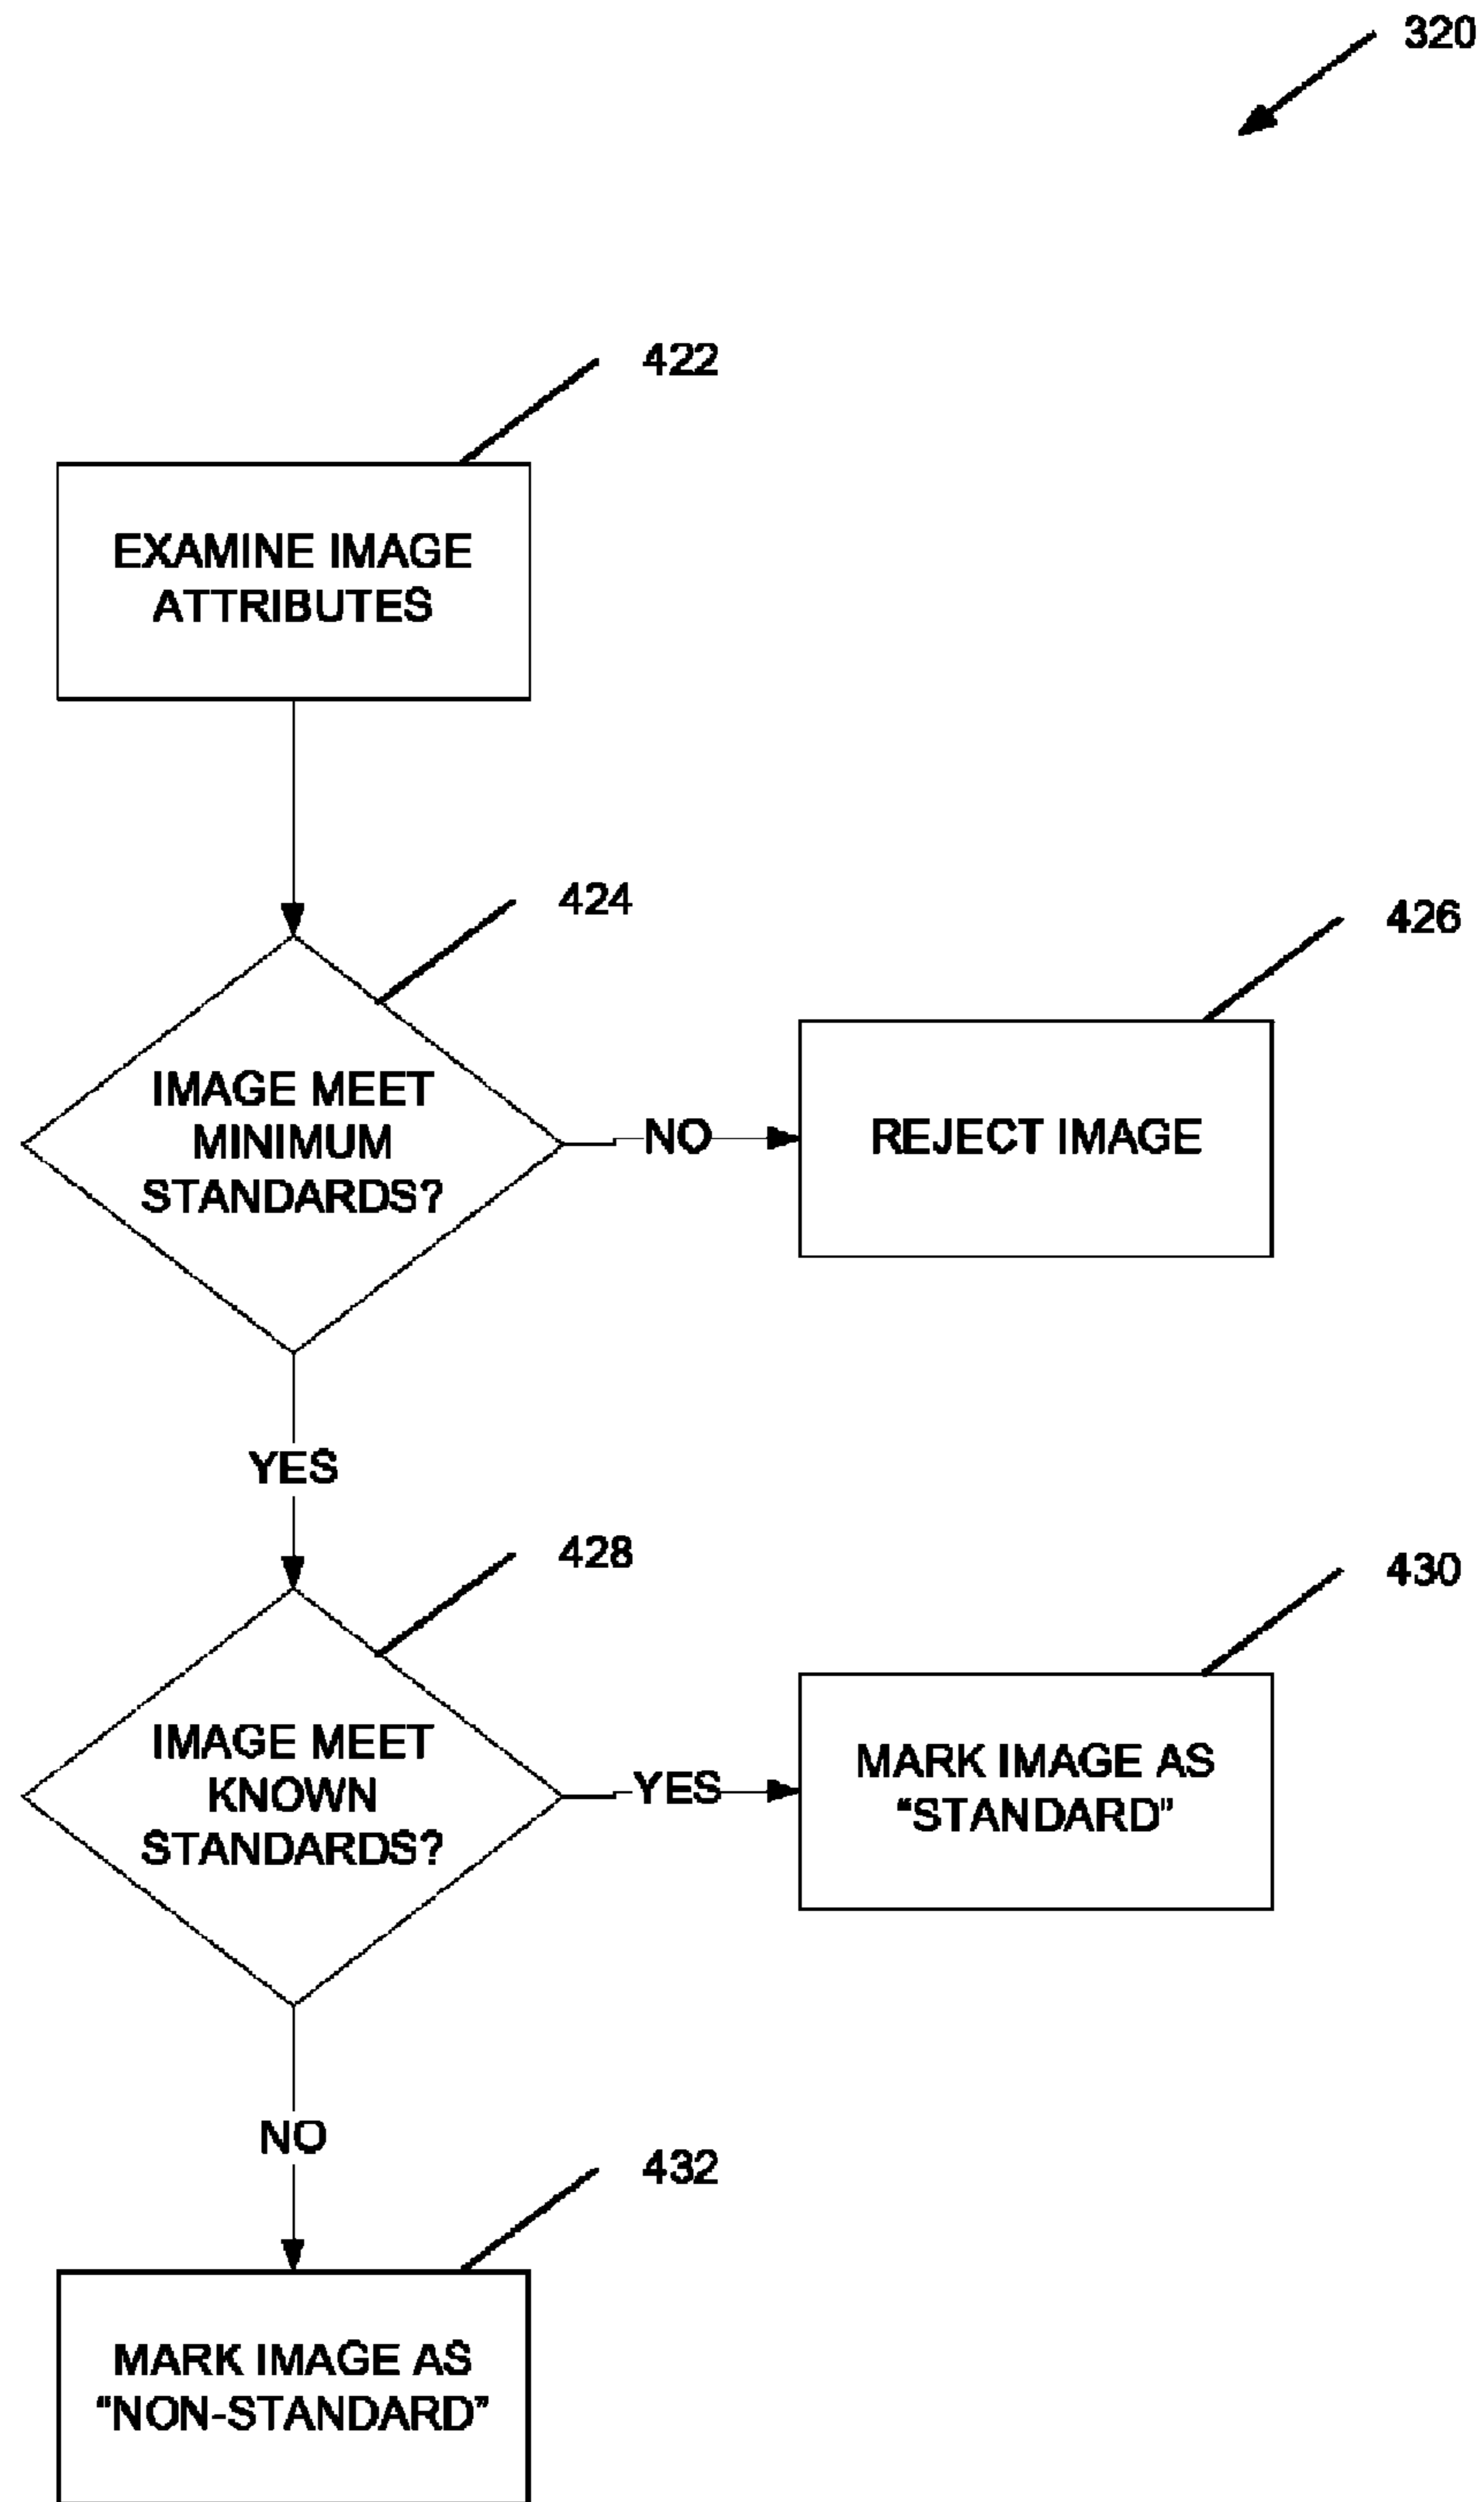 320
422
EXAMINE IMAGE
ATTRIBUTES
424
426
IMAGE MEET
MINIMUM
STANDARDS?
NO
REJECT IMAGE
YES
428
430
IMAGE MEET
KNOWN
STANDARDS?
YES
MARK IMAGE AS
“STANDARD”
NO
432
MARK IMAGE AS
“NON-STANDARD”